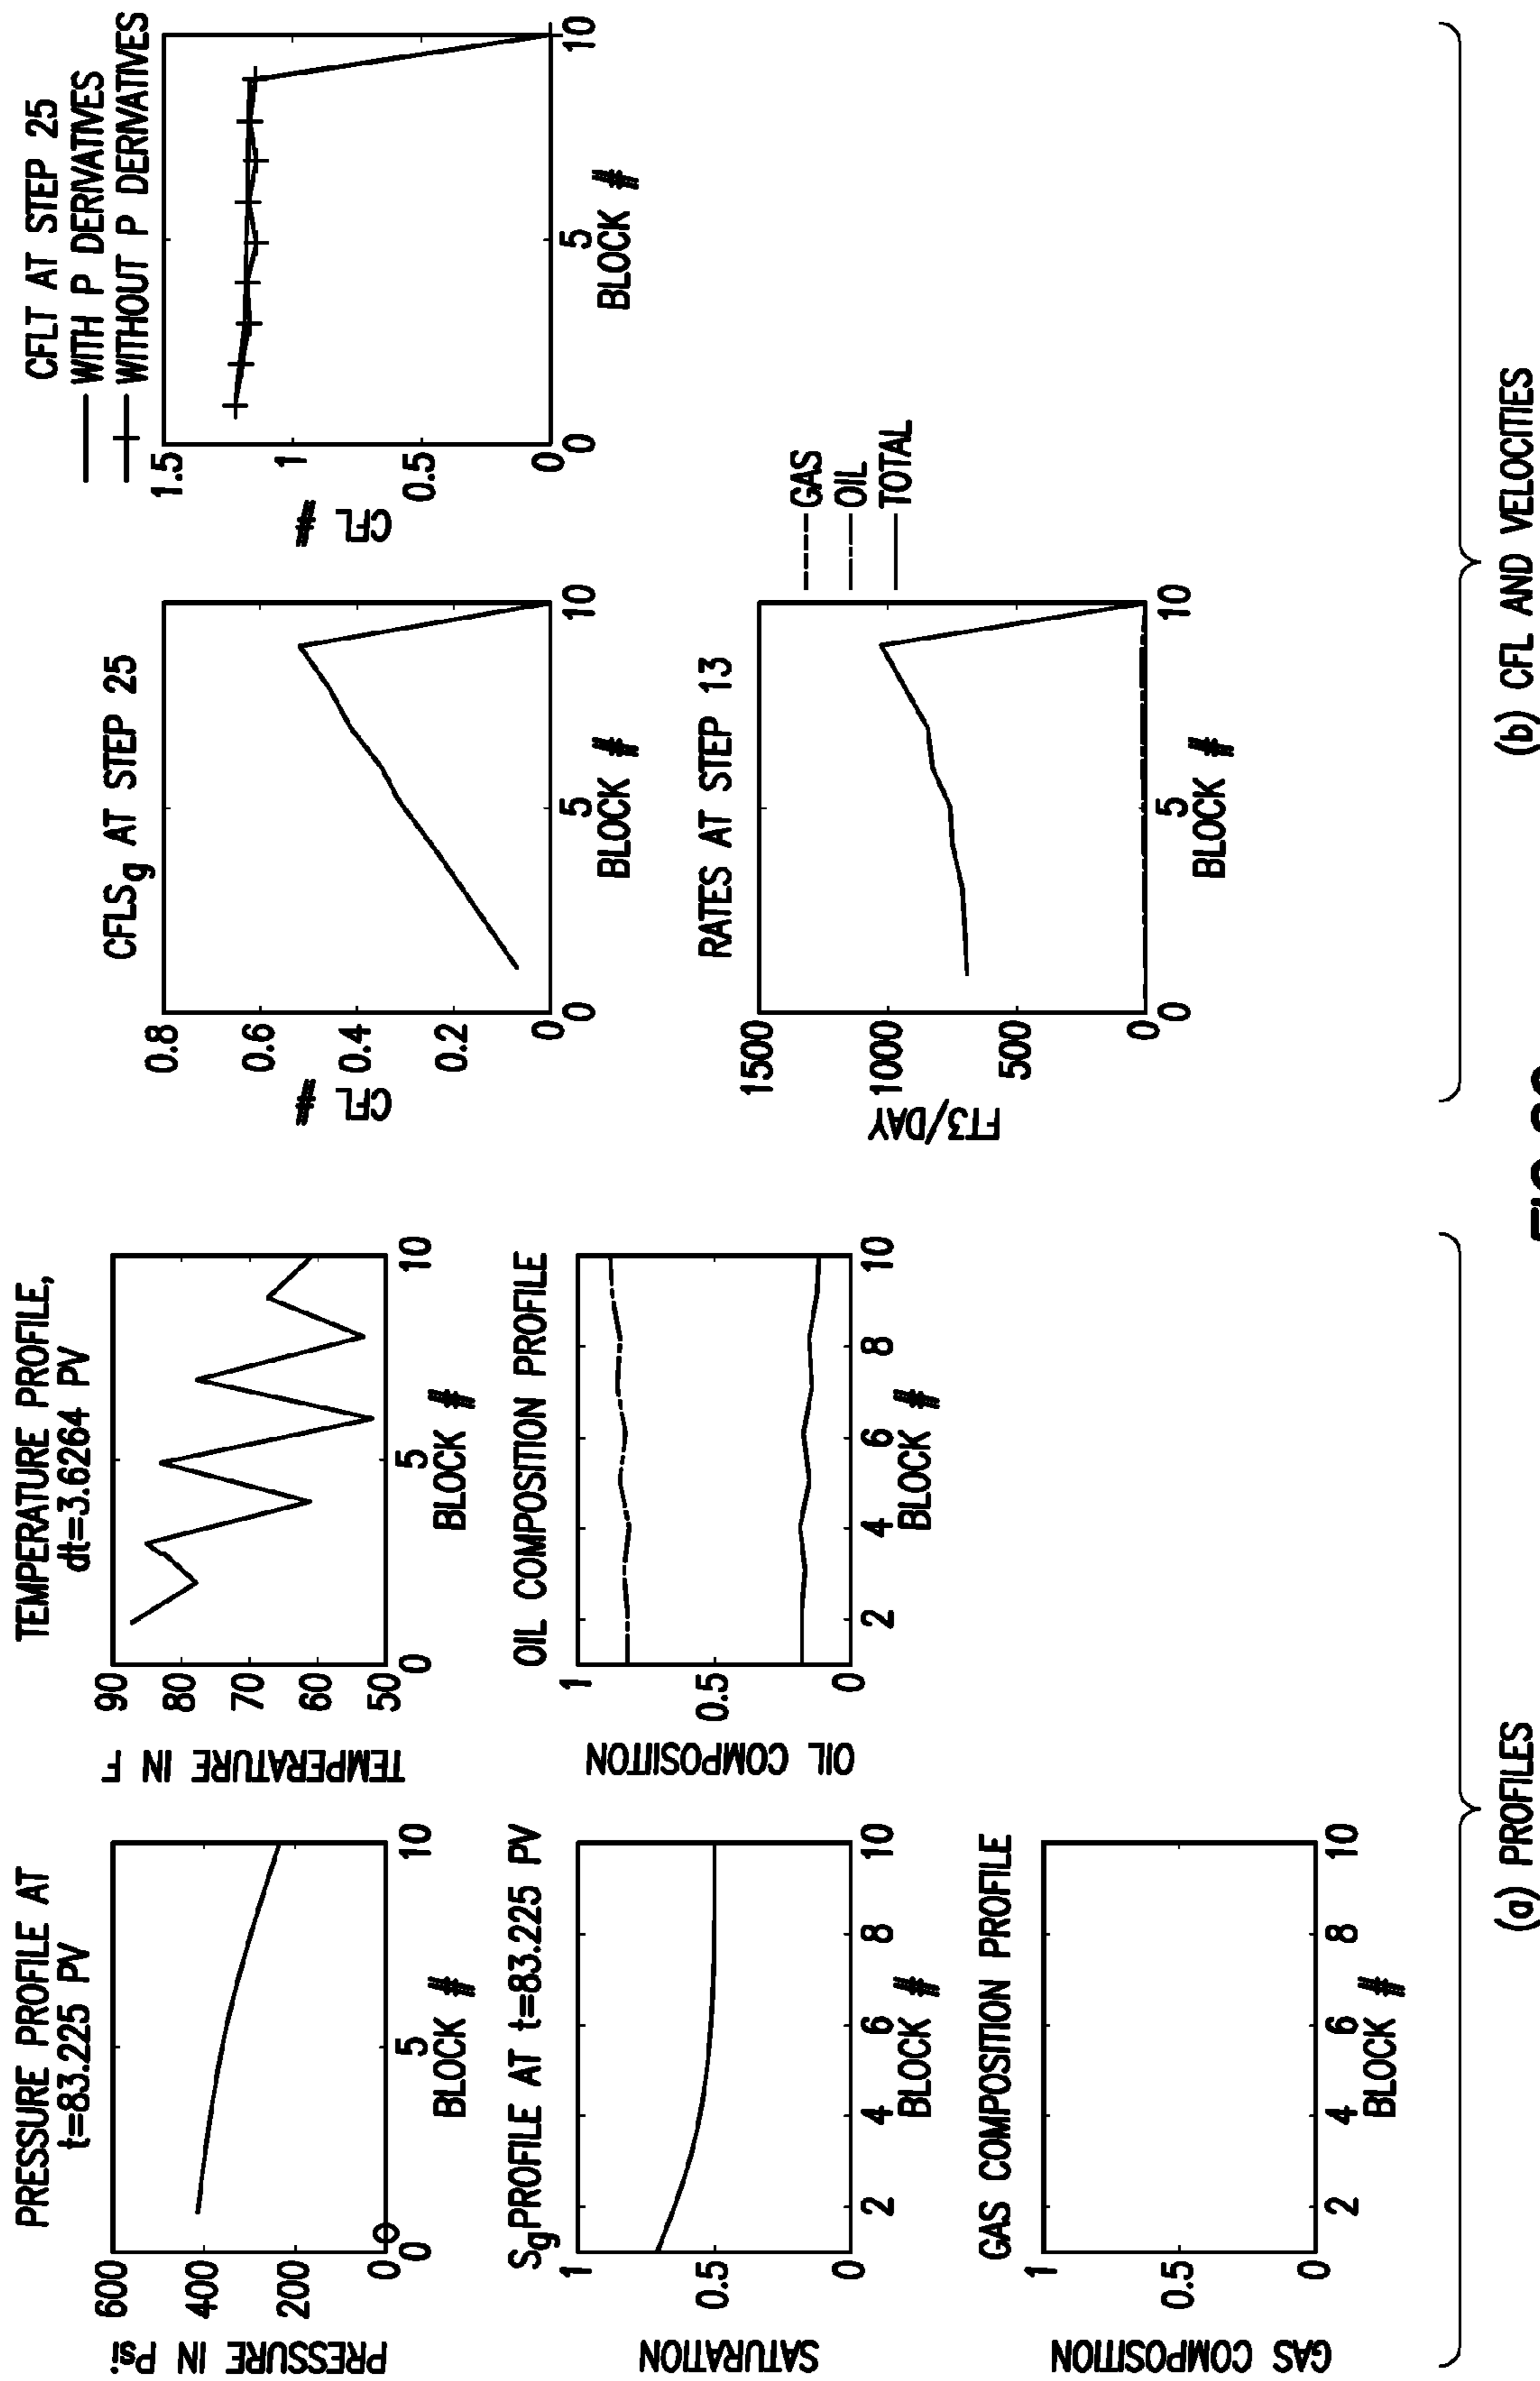 PRESSURE PROFILE AT
t=83.225 PV
600
400
200
0
0
5
10
PRESSURE IN Psi
BLOCK #
TEMPERATURE PROFILE,
dt=3.6264 PV
90
80
70
60
50
0
5
10
TEMPERATURE IN F
BLOCK #
SgPROFILE AT t=83.225 PV
1
0.5
0
2
4
6
8
10
SATURATION
BLOCK #
OIL COMPOSITION PROFILE
1
0.5
0
2
4
6
8
10
OIL COMPOSITION
BLOCK #
GAS COMPOSITION PROFILE
1
0.5
0
2
4
6
8
10
GAS COMPOSITION
BLOCK #
(a) PROFILES
CFLSg AT STEP 25
0.8
0.6
0.4
0.2
0
0
5
10
CFL #
BLOCK #
CFLT AT STEP 25
WITH P DERIVATIVES
WITHOUT P DERIVATIVES
1.5
1
0.5
0
0
5
10
CFL #
BLOCK #
RATES AT STEP 13
1500
1000
500
0
0
5
10
FT3/DAY
BLOCK #
GAS
OIL
TOTAL
(b) CFL AND VELOCITIES